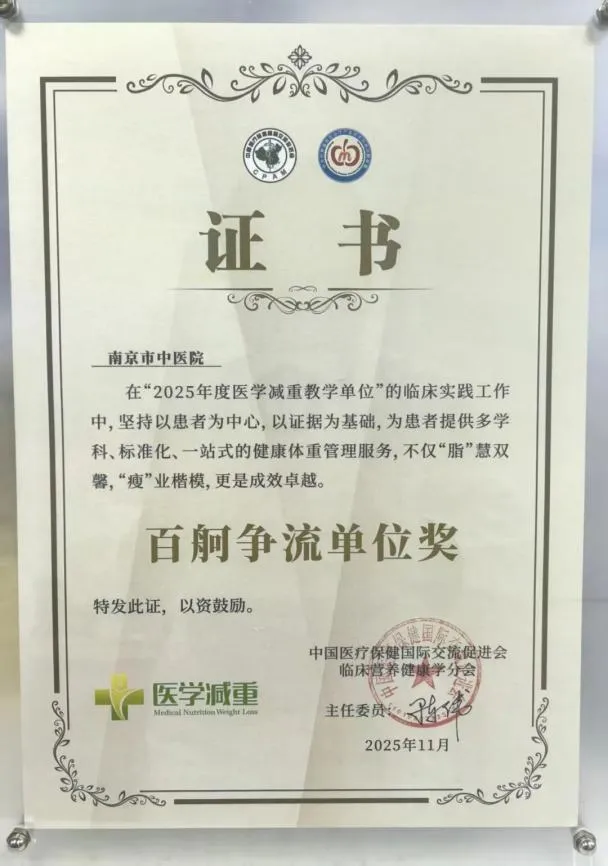 CPAM
证 书
南京市中医院
在“2025年度医学减重教学单位”的临床实践工作
中,坚持以患者为中心,以证据为基础,为患者提供多学
科、标准化、一站式的健康体重管理服务,不仅“脂”慧双
馨,“瘦”业楷模,更是成效卓越。
百舸争流单位奖
特发此证，以资鼓励。
中国医疗保健国际交流促进会
临床营养健康学分会
医学减重
Medical Nutrition Weight Loss
主任委员：
2025年11月